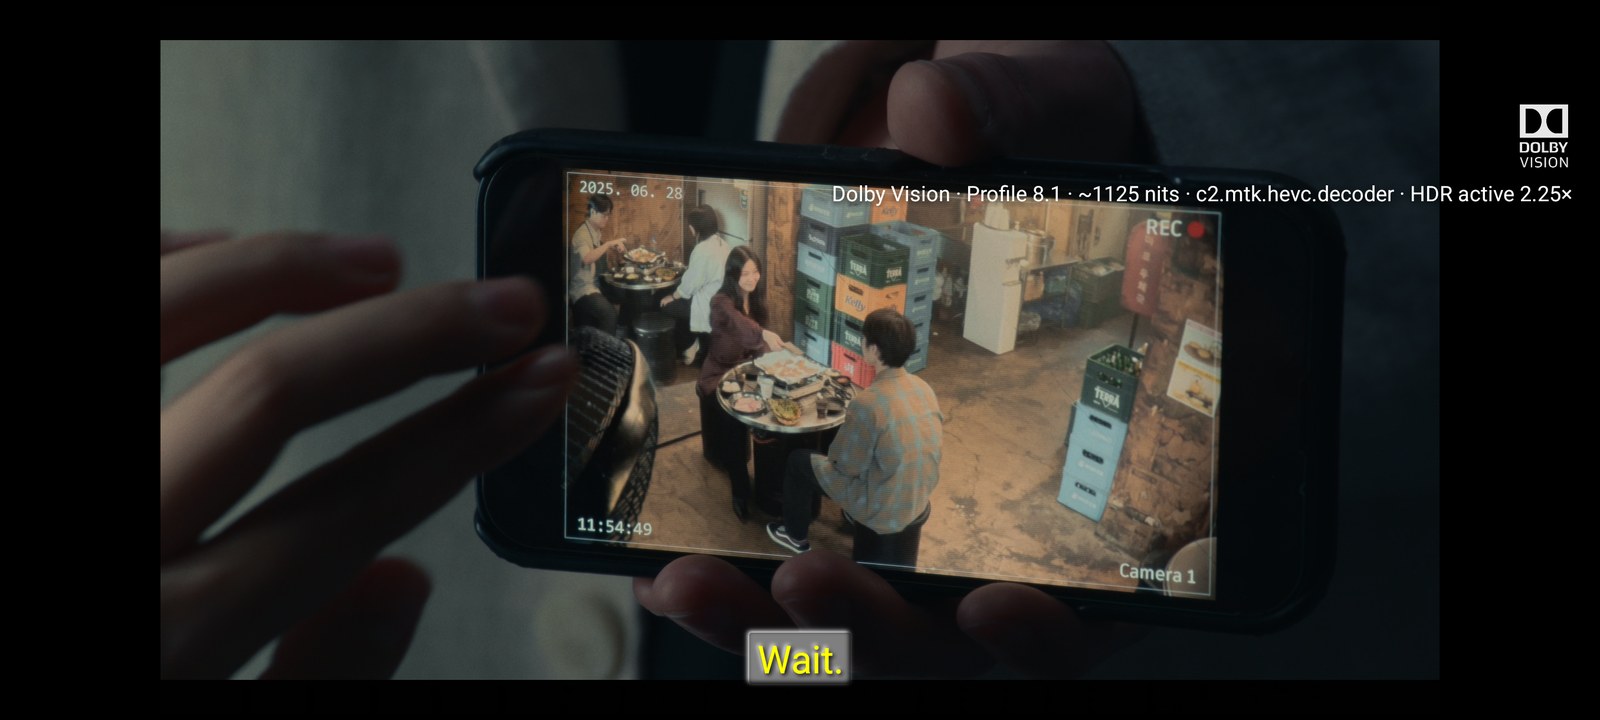 DOLBY
VISION
Dolby Vision · Profile 8.1 · ~1125 nits · c2.mtk.hevc.decoder · HDR active 2.25×
2025. 06. 28
REC
TERRA
TERRA
Kelly
TERRA
11:54:49
Camera 1
Wait.